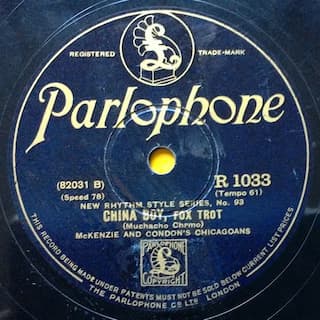 REGISTERED TRADE-MARK
Parlophone
(82031 B) R 1033
(Speed 78) (Tempo 61)
NEW RHYTHM STYLE SERIES, No. 93
CHINA BOY, FOX TROT
(Muchacho Chrmo)
McKENZIE AND CONDON'S CHICAGOANS
PARLOPHONE
COPYRIGHT
THIS RECORD BEING MADE UNDER PATENTS MUST NOT BE SOLD BELOW CURRENT LIST PRICES
THE PARLOPHONE Co LTD LONDON